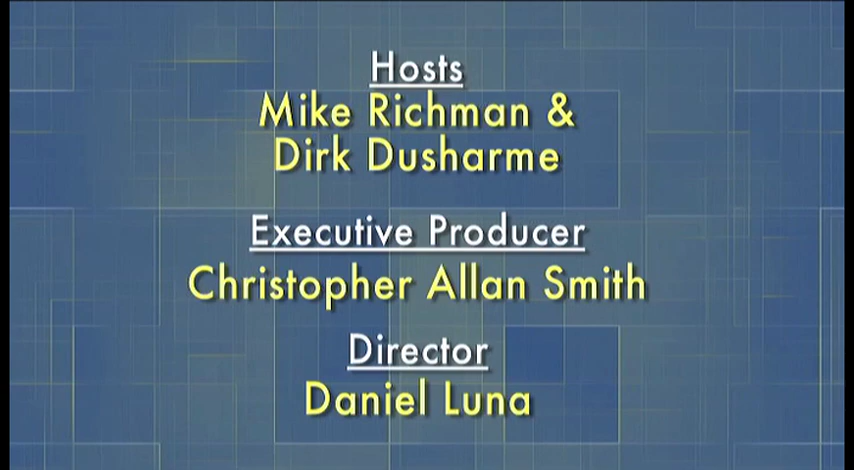 Hosts
Mike Richman &
Dirk Dusharme
Executive Producer
Christopher Allan Smith
Director
Daniel Luna